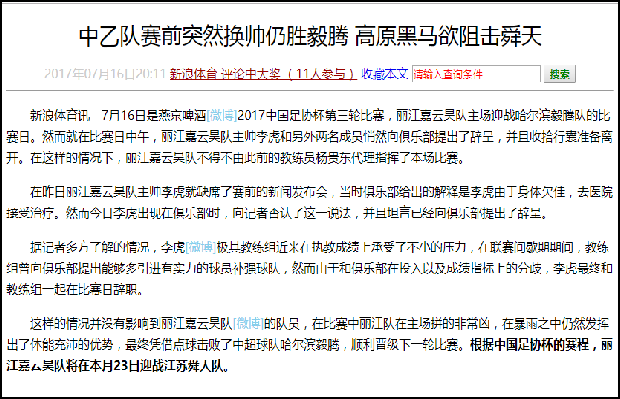 中乙队赛前突然换帅仍胜毅腾 高原黑马欲阻击舜天
2017年07月16日20:11 新浪体育 评论中大奖（11人参与） 收藏本文 请输入查询条件 搜索
新浪体育讯 7月16日是燕京啤酒[微博]2017中国足协杯第三轮比赛，丽江嘉云昊队主场迎战哈尔滨毅腾队的比
赛日。然而就在比赛日中午，丽江嘉云昊队主帅李虎和另外两名成员悄然向俱乐部提出了辞呈，并且收拾行囊准备离
开。在这样的情况下，丽江嘉云昊队不得不由此前的教练员杨景东代理指挥了本场比赛。
在昨日丽江嘉云昊队主帅李虎就缺席了赛前的新闻发布会，当时俱乐部给出的解释是李虎由于身体欠佳，去医院
接受治疗。然而今日李虎出现在俱乐部时，向记者否认了这一说法，并且坦言已经向俱乐部提出了辞呈。
据记者多方了解的情况，李虎[微博]极其教练组近来在执教成绩上承受了不小的压力，在联赛间歇期期间，教练
组曾向俱乐部提出能够多引进有实力的球员补强球队，然而由于和俱乐部在投入以及成绩指标上的分歧，李虎最终和
教练组一起在比赛日辞职。
这样的情况并没有影响到丽江嘉云昊队[微博]的队员，在比赛中丽江队在主场拼的非常凶，在暴雨之中仍然发挥
出了体能充沛的优势，最终凭借点球击败了中超球队哈尔滨毅腾，顺利晋级下一轮比赛。根据中国足协杯的赛程，丽
江嘉云昊队将在本月23日迎战江苏舜天队。